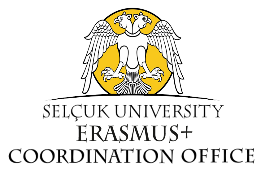 SELÇUK UNIVERSITY
ERASMUS+
COORDINATION OFFICE